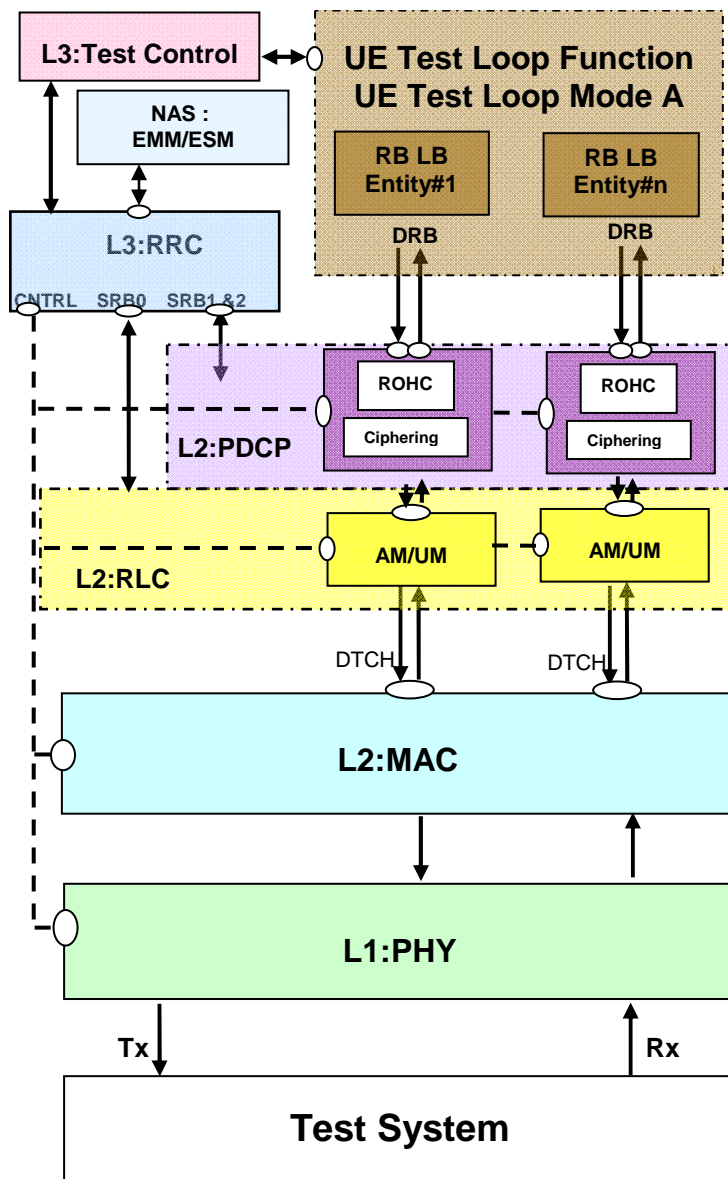 L3:Test Control
UE Test Loop Function
UE Test Loop Mode A
NAS :
EMM/ESM
RB LB
Entity#1
RB LB
Entity#n
DRB
DRB
L3:RRC
CNTRL
SRB0
SRB1 &2
ROHC
Ciphering
ROHC
Ciphering
L2:PDCP
AM/UM
AM/UM
L2:RLC
DTCH
DTCH
L2:MAC
L1:PHY
Tx
Rx
Test System